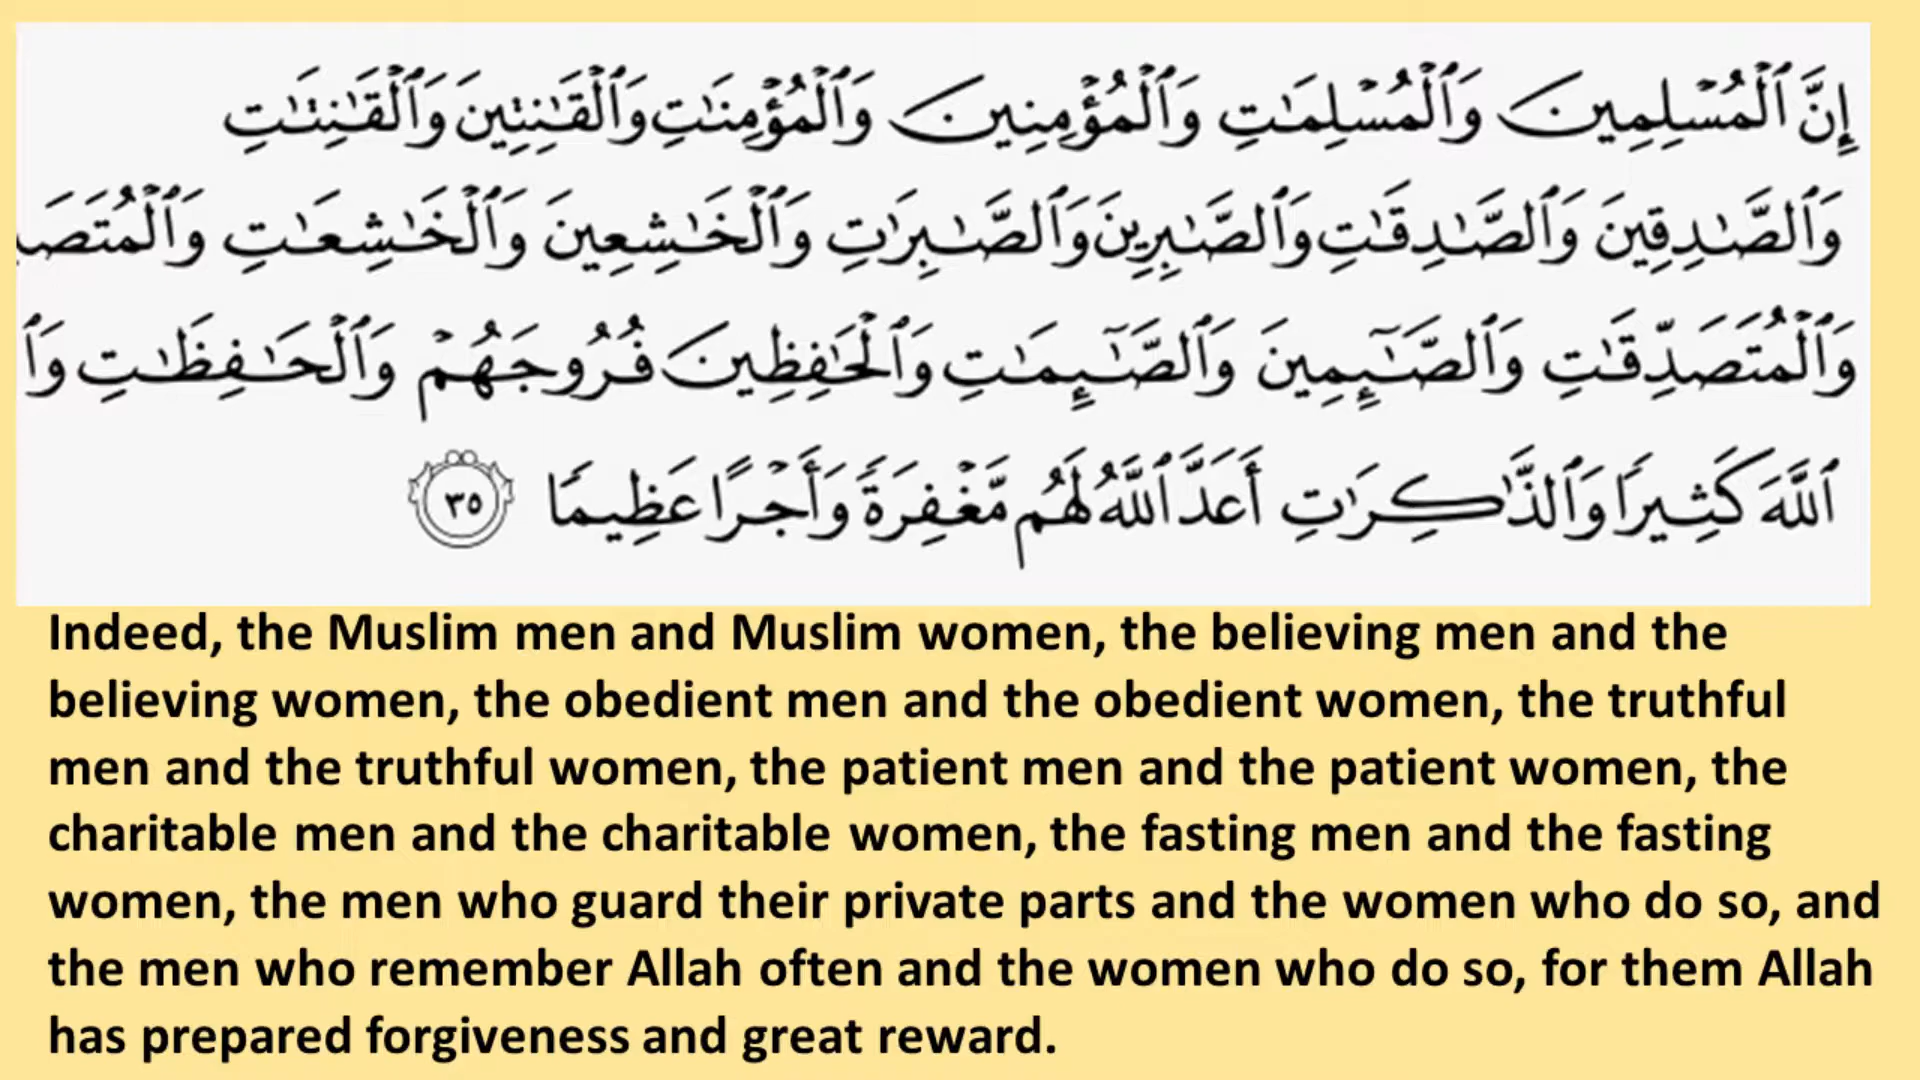 إِنَّ ٱلْمُسْلِمِينَ وَٱلْمُسْلِمَٰتِ وَٱلْمُؤْمِنِينَ وَٱلْمُؤْمِنَٰتِ وَٱلْقَٰنِتِينَ وَٱلْقَٰنِتَٰتِ
وَٱلصَّٰدِقِينَ وَٱلصَّٰدِقَٰتِ وَٱلصَّٰبِرِينَ وَٱلصَّٰبِرَٰتِ وَٱلْخَٰشِعِينَ وَٱلْخَٰشِعَٰتِ
وَٱلْمُتَصَدِّقَٰتِ وَٱلصَّٰٓئِمِينَ وَٱلصَّٰٓئِمَٰتِ وَٱلْحَٰفِظِينَ فُرُوجَهُمْ وَٱلْحَٰفِظَٰتِ
ٱللَّهَ كَثِيرًا وَٱلذَّٰكِرَٰتِ أَعَدَّ ٱللَّهُ لَهُم مَّغْفِرَةً وَأَجْرًا عَظِيمًا ٣٥
Indeed, the Muslim men and Muslim women, the believing men and the
believing women, the obedient men and the obedient women, the truthful
men and the truthful women, the patient men and the patient women, the
charitable men and the charitable women, the fasting men and the fasting
women, the men who guard their private parts and the women who do so, and
the men who remember Allah often and the women who do so, for them Allah
has prepared forgiveness and great reward.